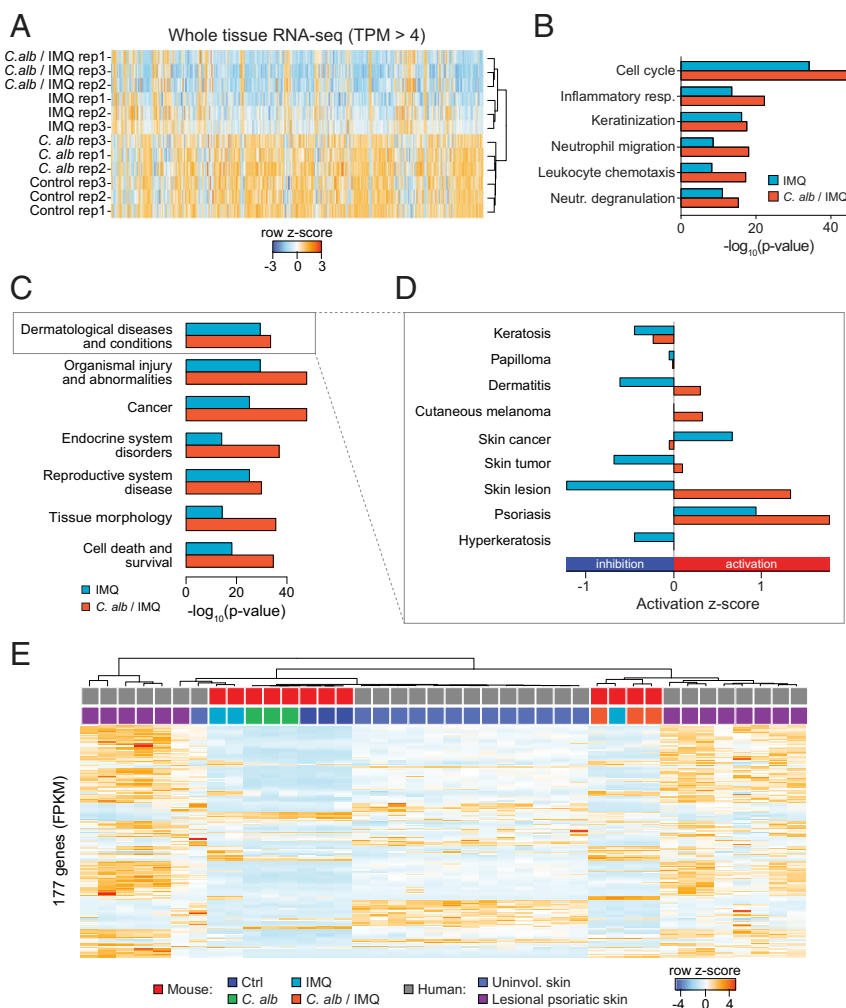 A
Whole tissue RNA-seq (TPM > 4)
C.alb / IMQ rep1
C.alb / IMQ rep3
C.alb / IMQ rep2
IMQ rep1
IMQ rep2
IMQ rep3
C. alb rep3
C. alb rep1
C. alb rep2
Control rep3
Control rep2
Control rep1
row z-score
-3 0 3
B
Cell cycle
Inflammatory resp.
Keratinization
Neutrophil migration
Leukocyte chemotaxis
Neutr. degranulation
IMQ
C. alb / IMQ
0 20 40
-log10(p-value)
C
Dermatological diseases
and conditions
Organismal injury
and abnormalities
Cancer
Endocrine system
disorders
Reproductive system
disease
Tissue morphology
Cell death and
survival
0 20 40
IMQ
C. alb / IMQ
-log10(p-value)
D
Keratosis
Papilloma
Dermatitis
Cutaneous melanoma
Skin cancer
Skin tumor
Skin lesion
Psoriasis
Hyperkeratosis
inhibition activation
-1 0 1
Activation z-score
E
177 genes (FPKM)
Mouse:
Ctrl
C. alb
IMQ
C. alb / IMQ
Human:
Uninvol. skin
Lesional psoriatic skin
row z-score
-4 0 4